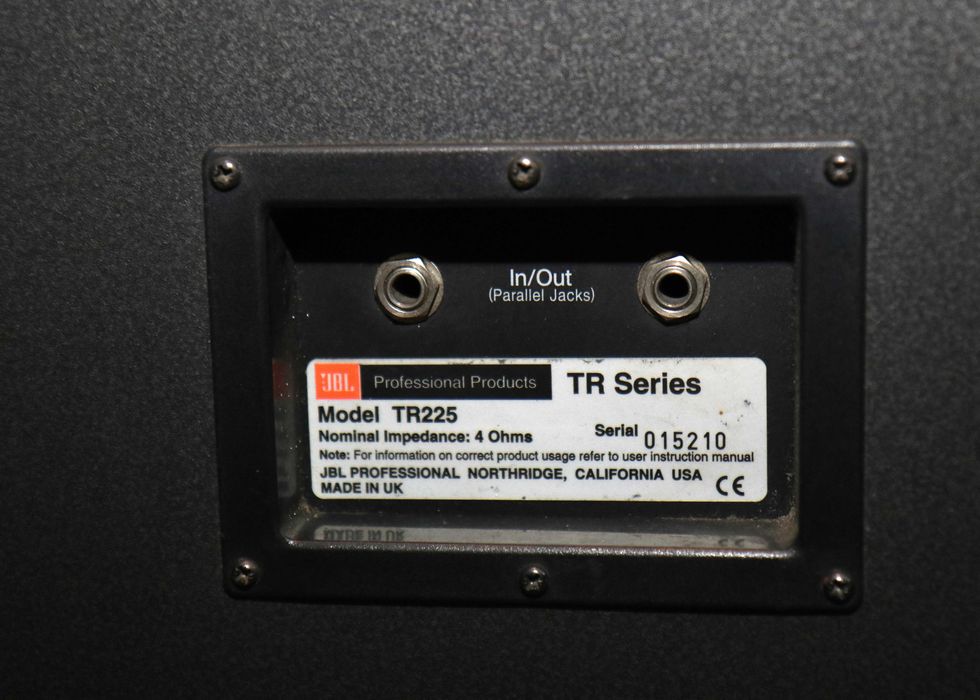 In/Out
(Parallel Jacks)
JBL Professional Products TR Series
Model TR225
Nominal Impedance: 4 Ohms Serial 015210
Note: For information on correct product usage refer to user instruction manual
JBL PROFESSIONAL NORTHRIDGE, CALIFORNIA USA
MADE IN UK CE